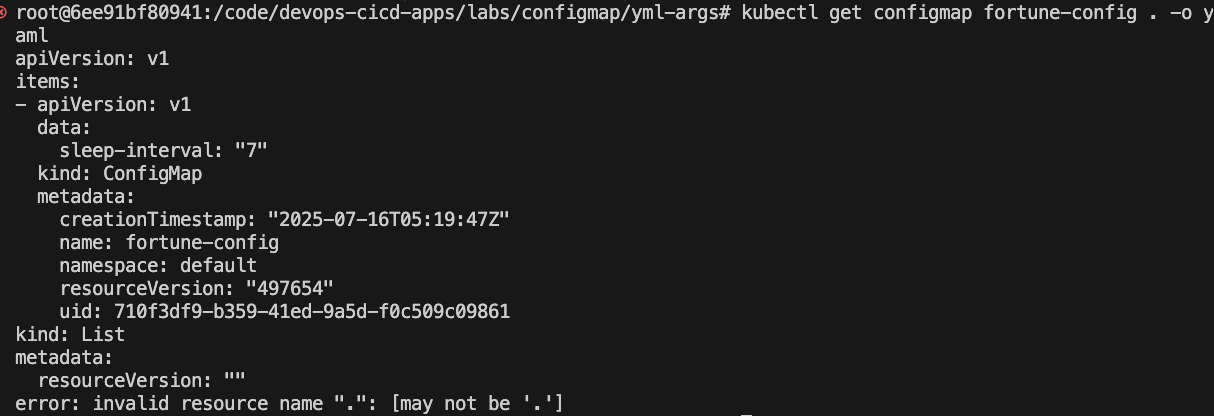 root@6ee91bf80941:/code/devops-cicd-apps/labs/configmap/yml-args# kubectl get configmap fortune-config . -o y
aml
apiVersion: v1
items:
- apiVersion: v1
  data:
    sleep-interval: "7"
  kind: ConfigMap
  metadata:
    creationTimestamp: "2025-07-16T05:19:47Z"
    name: fortune-config
    namespace: default
    resourceVersion: "497654"
    uid: 710f3df9-b359-41ed-9a5d-f0c509c09861
kind: List
metadata:
  resourceVersion: ""
error: invalid resource name ".": [may not be '.']